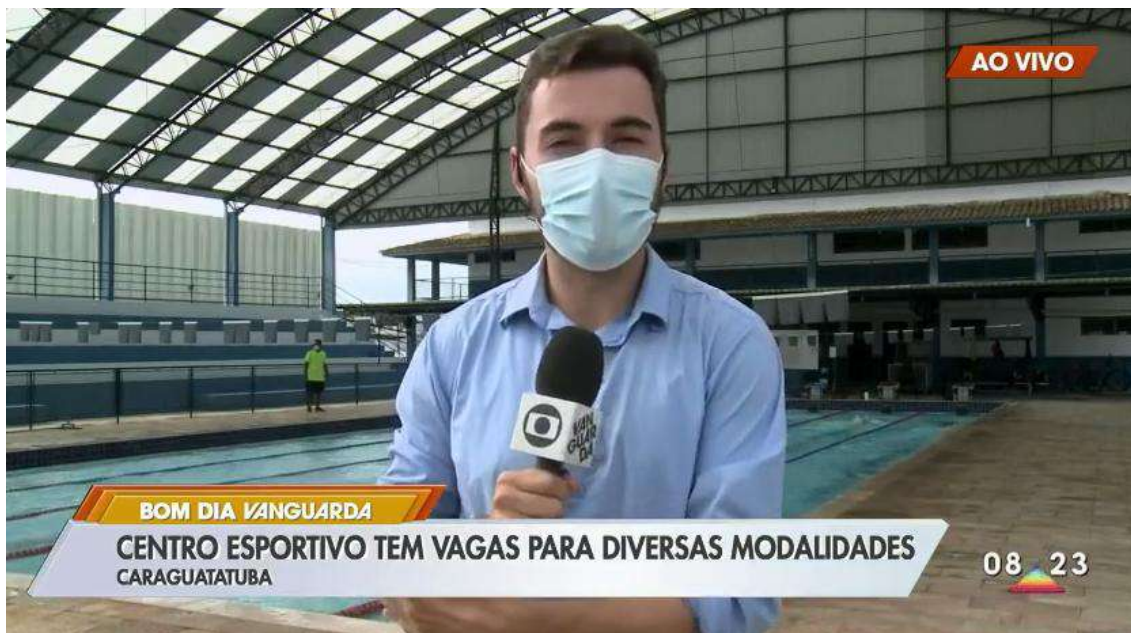 AO VIVO
VAN
GUAR
DA
BOM DIA VANGUARDA
CENTRO ESPORTIVO TEM VAGAS PARA DIVERSAS MODALIDADES
CARAGUATATUBA
08 23